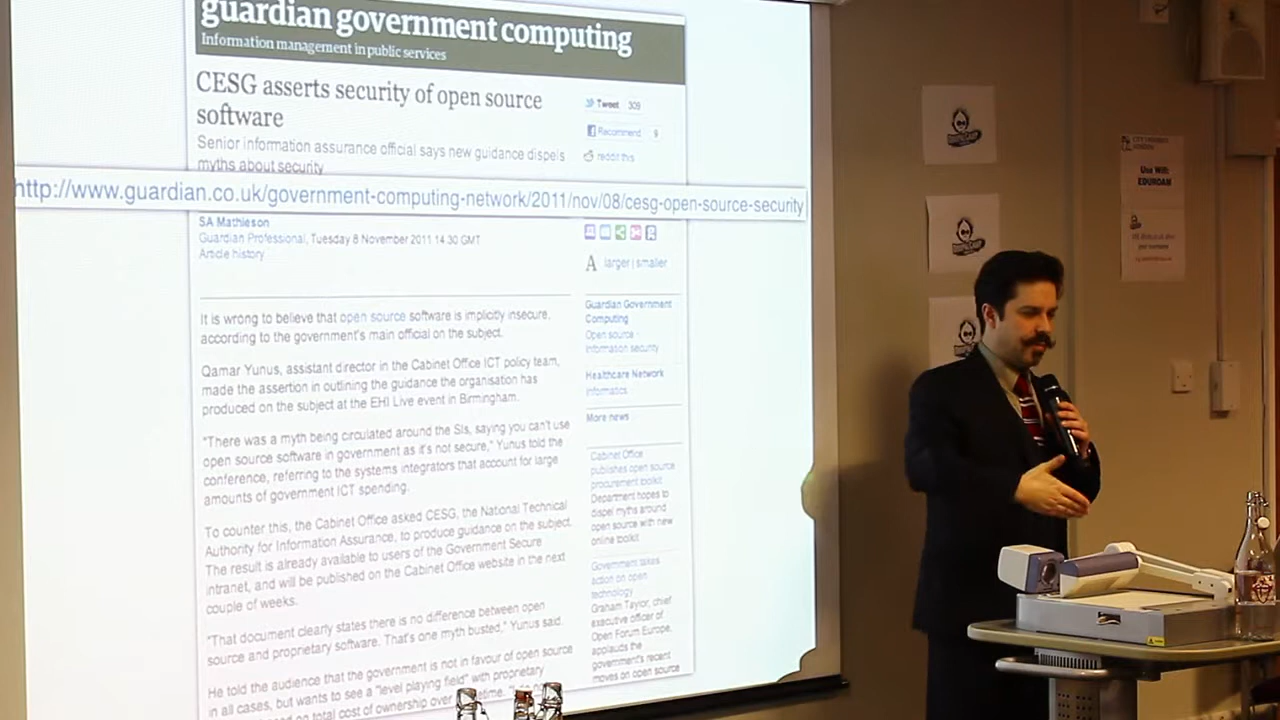 guardian government computing
Information management in public services
CESG asserts security of open source
software
Senior information assurance official says new guidance dispels
myths about security
Tweet 309
Recommend 9
reddit this
http://www.guardian.co.uk/government-computing-network/2011/nov/08/cesg-open-source-security
SA Mathieson
Guardian Professional, Tuesday 8 November 2011 14.30 GMT
Article history
A larger | smaller
It is wrong to believe that open source software is implicitly insecure,
according to the government's main official on the subject.
Qamar Yunus, assistant director in the Cabinet Office ICT policy team,
made the assertion in outlining the guidance the organisation has
produced on the subject at the EHI Live event in Birmingham.
"There was a myth being circulated around the SIs, saying you can't use
open source software in government as it's not secure," Yunus told the
conference, referring to the systems integrators that account for large
amounts of government ICT spending.
To counter this, the Cabinet Office asked CESG, the National Technical
Authority for Information Assurance, to produce guidance on the subject.
The result is already available to users of the Government Secure
Intranet, and will be published on the Cabinet Office website in the next
couple of weeks.
"That document clearly states there is no difference between open
source and proprietary software. That's one myth busted," Yunus said.
He told the audience that the government is not in favour of open source
in all cases, but wants to see a "level playing field" with proprietary
on total cost of ownership over
Guardian Government
Computing
Open source ·
Information security
Healthcare Network
Informatics
More news
Cabinet Office
publishes open source
procurement toolkit
Department hopes to
dispel myths around
open source with new
online toolkit
Government takes
action on open
technology
Graham Taylor, chief
executive officer of
Open Forum Europe,
applauds the
government's recent
moves on open source
CITY UNIVERSITY
LONDON
Use Wifi:
EDUROAM